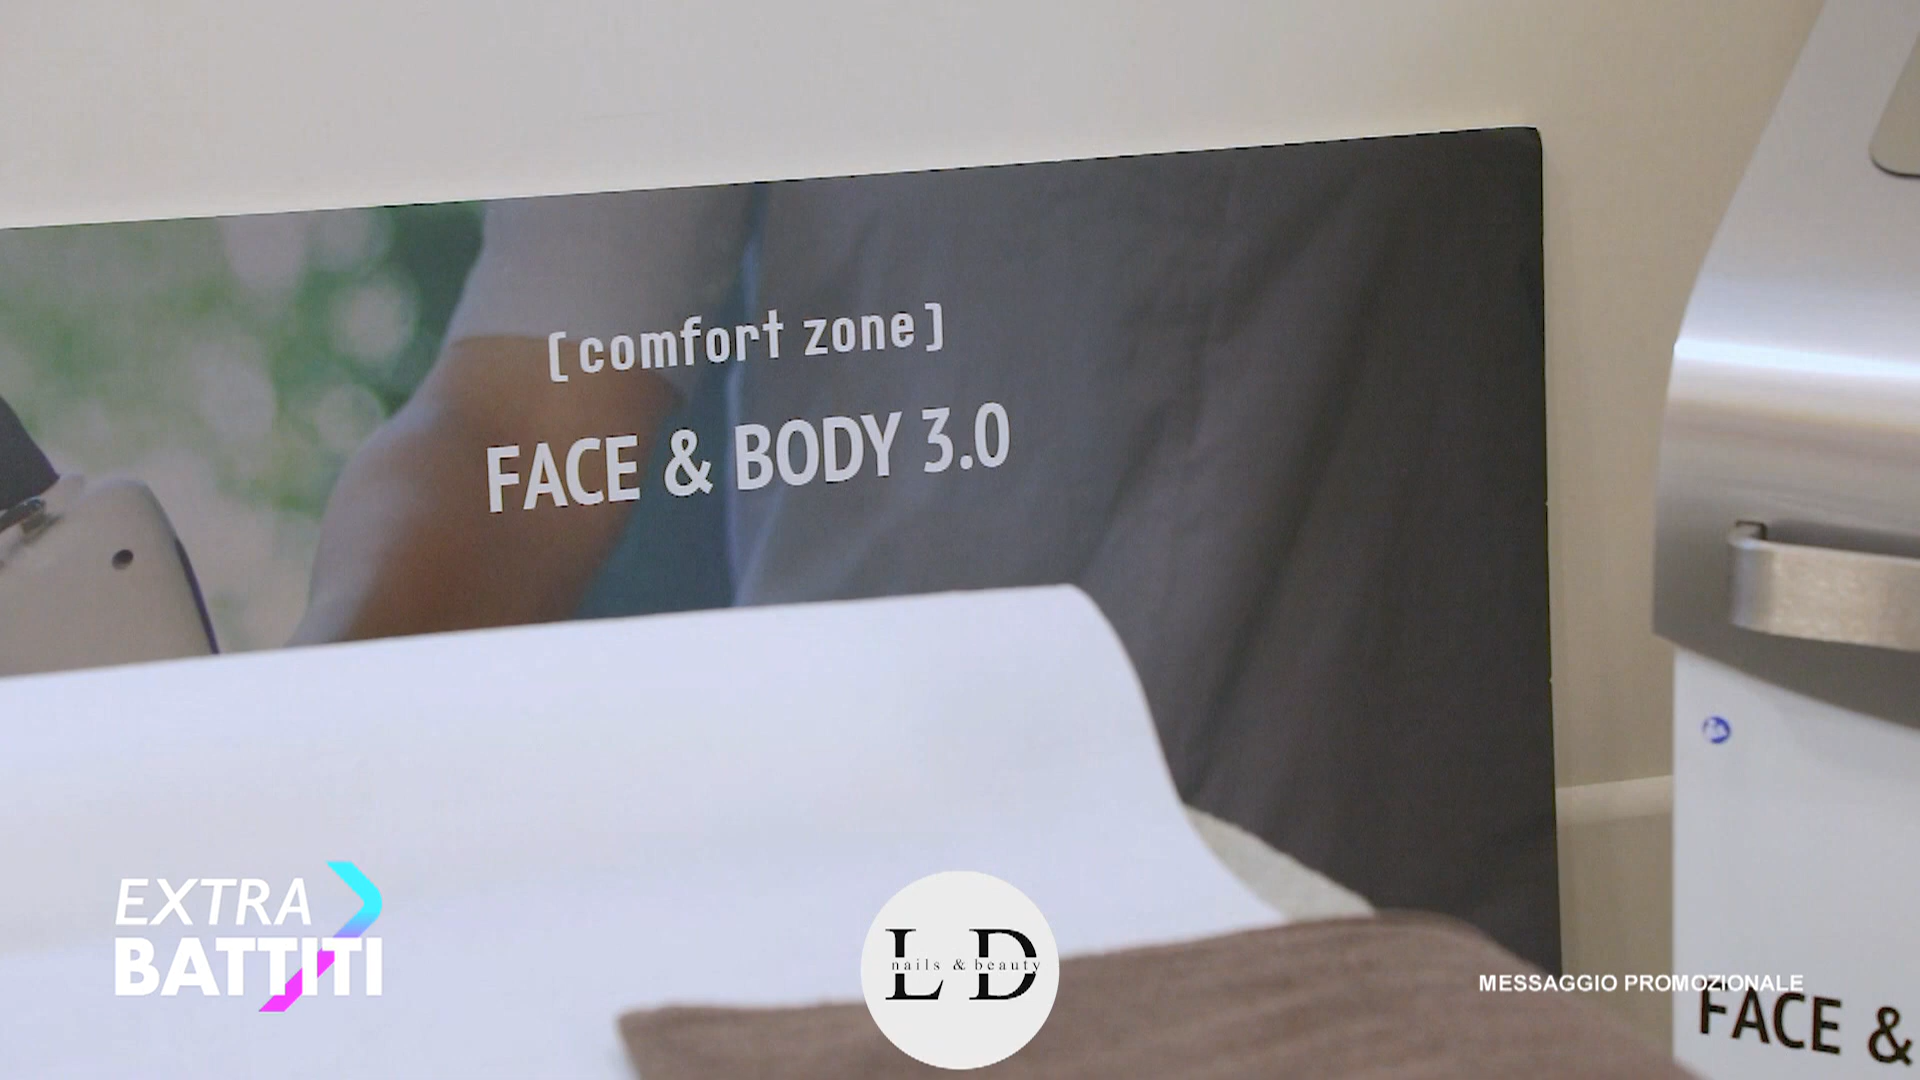 [comfort zone]
FACE & BODY 3.0
EXTRA
BATTITI
LD
nails & beauty
MESSAGGIO PROMOZIONALE
FACE &